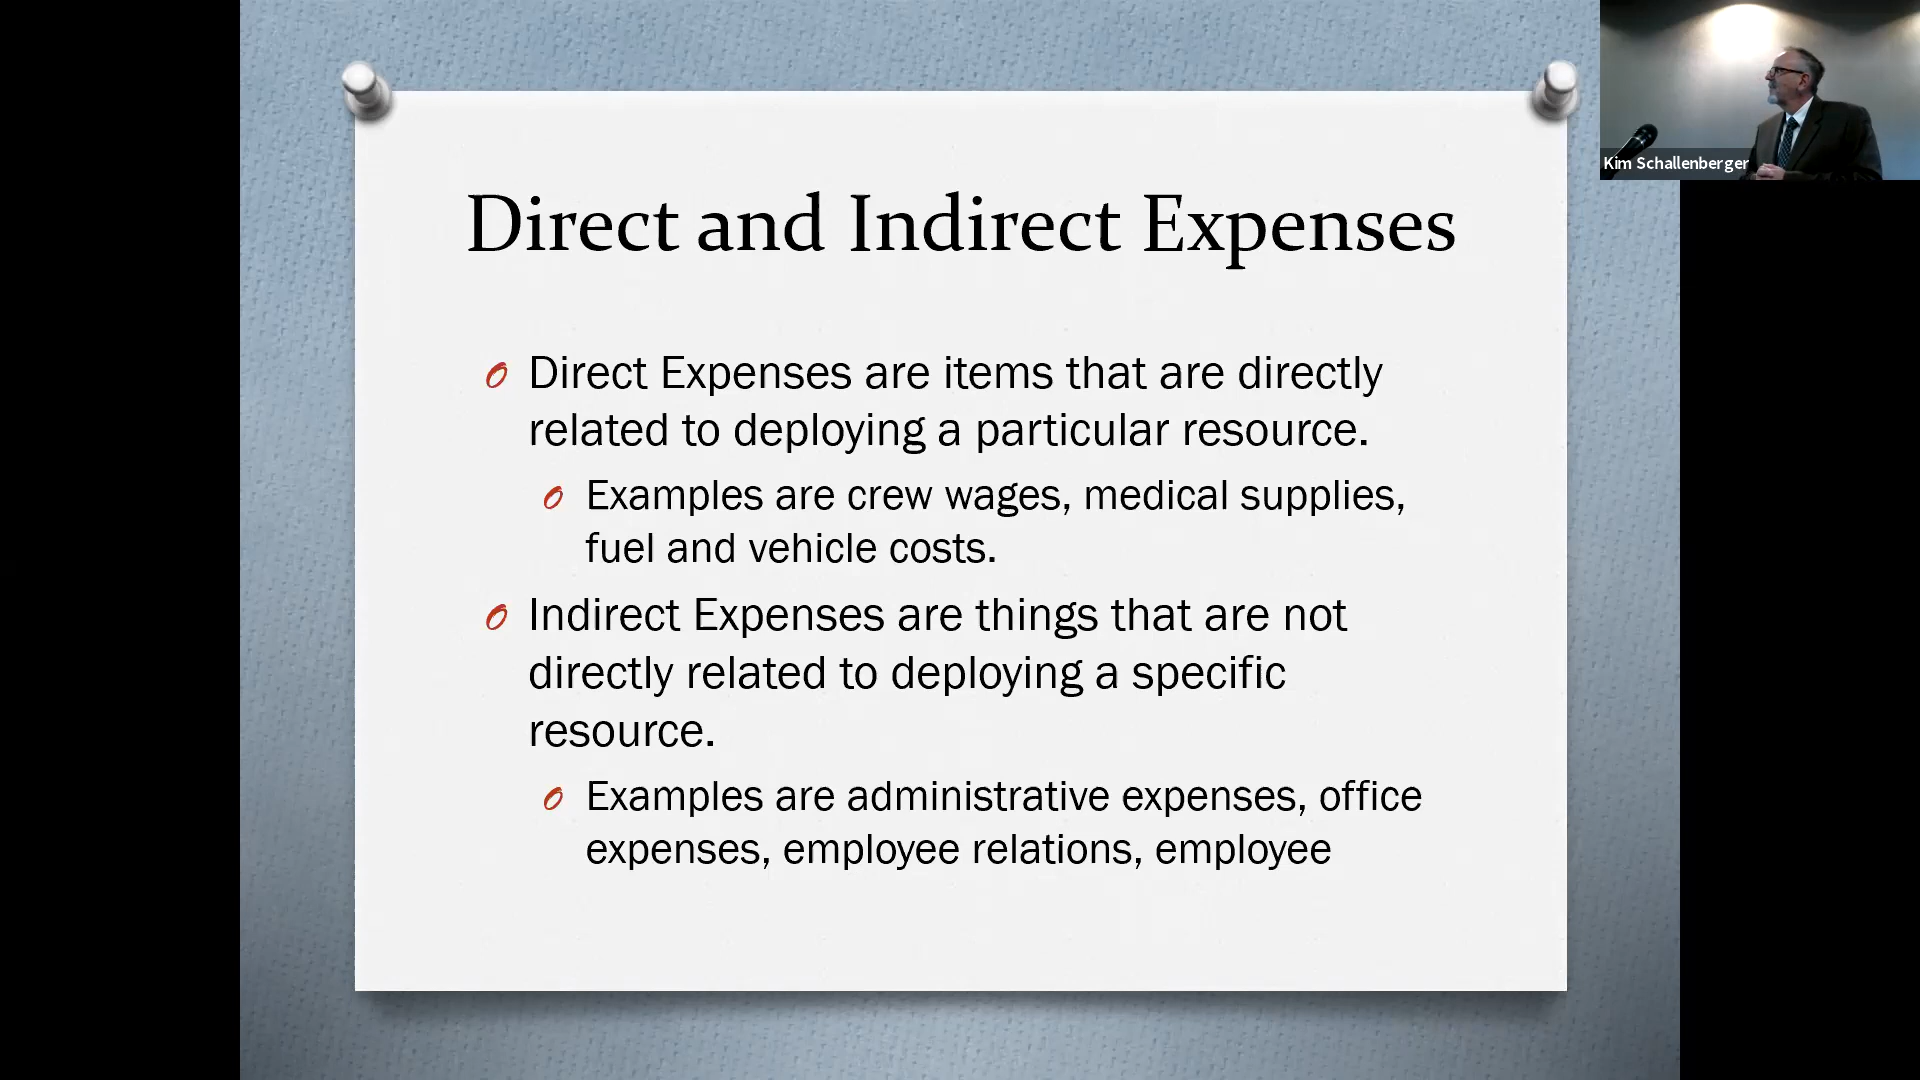 Kim Schallenberger
Direct and Indirect Expenses
Direct Expenses are items that are directly
related to deploying a particular resource.
Examples are crew wages, medical supplies,
fuel and vehicle costs.
Indirect Expenses are things that are not
directly related to deploying a specific
resource.
Examples are administrative expenses, office
expenses, employee relations, employee